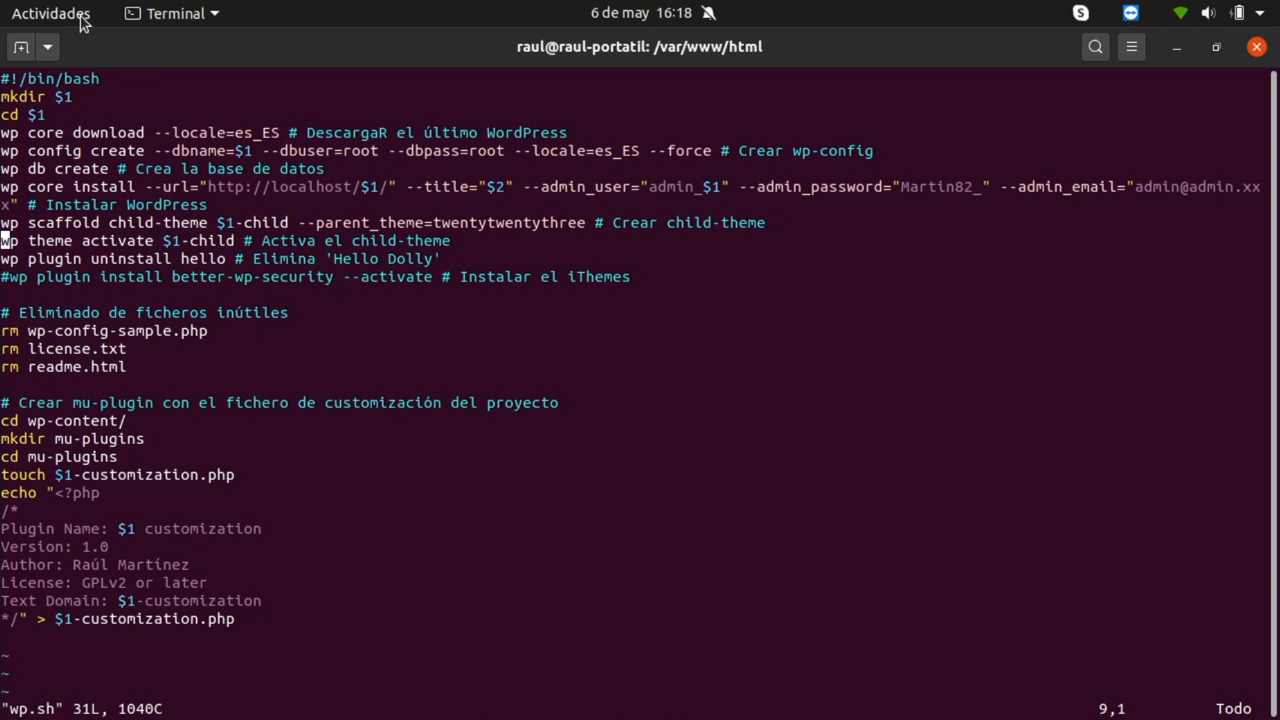 Actividades Terminal 6 de may 16:18
raul@raul-portatil: /var/www/html
#!/bin/bash
mkdir $1
cd $1
wp core download --locale=es_ES # DescargaR el último WordPress
wp config create --dbname=$1 --dbuser=root --dbpass=root --locale=es_ES --force # Crear wp-config
wp db create # Crea la base de datos
wp core install --url="http://localhost/$1/" --title="$2" --admin_user="admin_$1" --admin_password="Martin82_" --admin_email="admin@admin.xx
x" # Instalar WordPress
wp scaffold child-theme $1-child --parent_theme=twentytwentythree # Crear child-theme
wp theme activate $1-child # Activa el child-theme
wp plugin uninstall hello # Elimina 'Hello Dolly'
#wp plugin install better-wp-security --activate # Instalar el iThemes
# Eliminado de ficheros inútiles
rm wp-config-sample.php
rm license.txt
rm readme.html
# Crear mu-plugin con el fichero de customización del proyecto
cd wp-content/
mkdir mu-plugins
cd mu-plugins
touch $1-customization.php
echo "<?php
/*
Plugin Name: $1 customization
Version: 1.0
Author: Raúl Martínez
License: GPLv2 or later
Text Domain: $1-customization
*/" > $1-customization.php
~
~
~
"wp.sh" 31L, 1040C 9,1 Todo